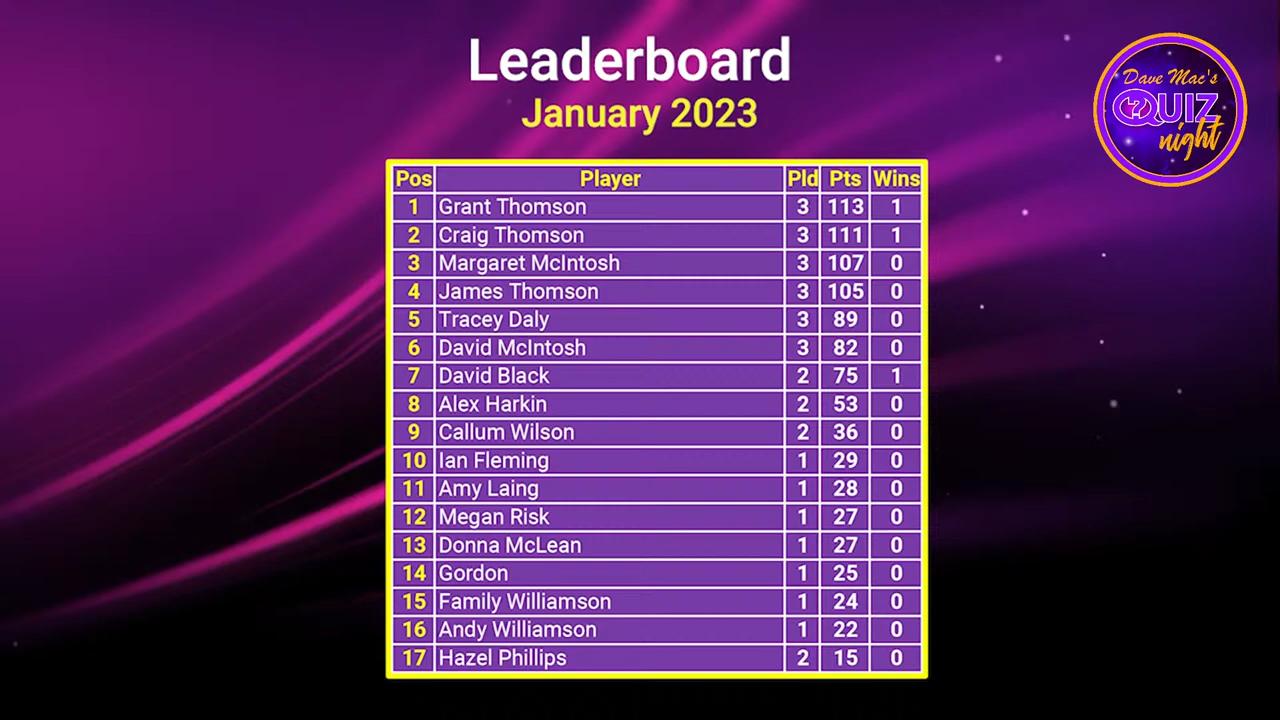 Leaderboard
January 2023
Dave Mac's
QUIZ
night
Pos Player Pld Pts Wins
1 Grant Thomson 3 113 1
2 Craig Thomson 3 111 1
3 Margaret McIntosh 3 107 0
4 James Thomson 3 105 0
5 Tracey Daly 3 89 0
6 David McIntosh 3 82 0
7 David Black 2 75 1
8 Alex Harkin 2 53 0
9 Callum Wilson 2 36 0
10 Ian Fleming 1 29 0
11 Amy Laing 1 28 0
12 Megan Risk 1 27 0
13 Donna McLean 1 27 0
14 Gordon 1 25 0
15 Family Williamson 1 24 0
16 Andy Williamson 1 22 0
17 Hazel Phillips 2 15 0